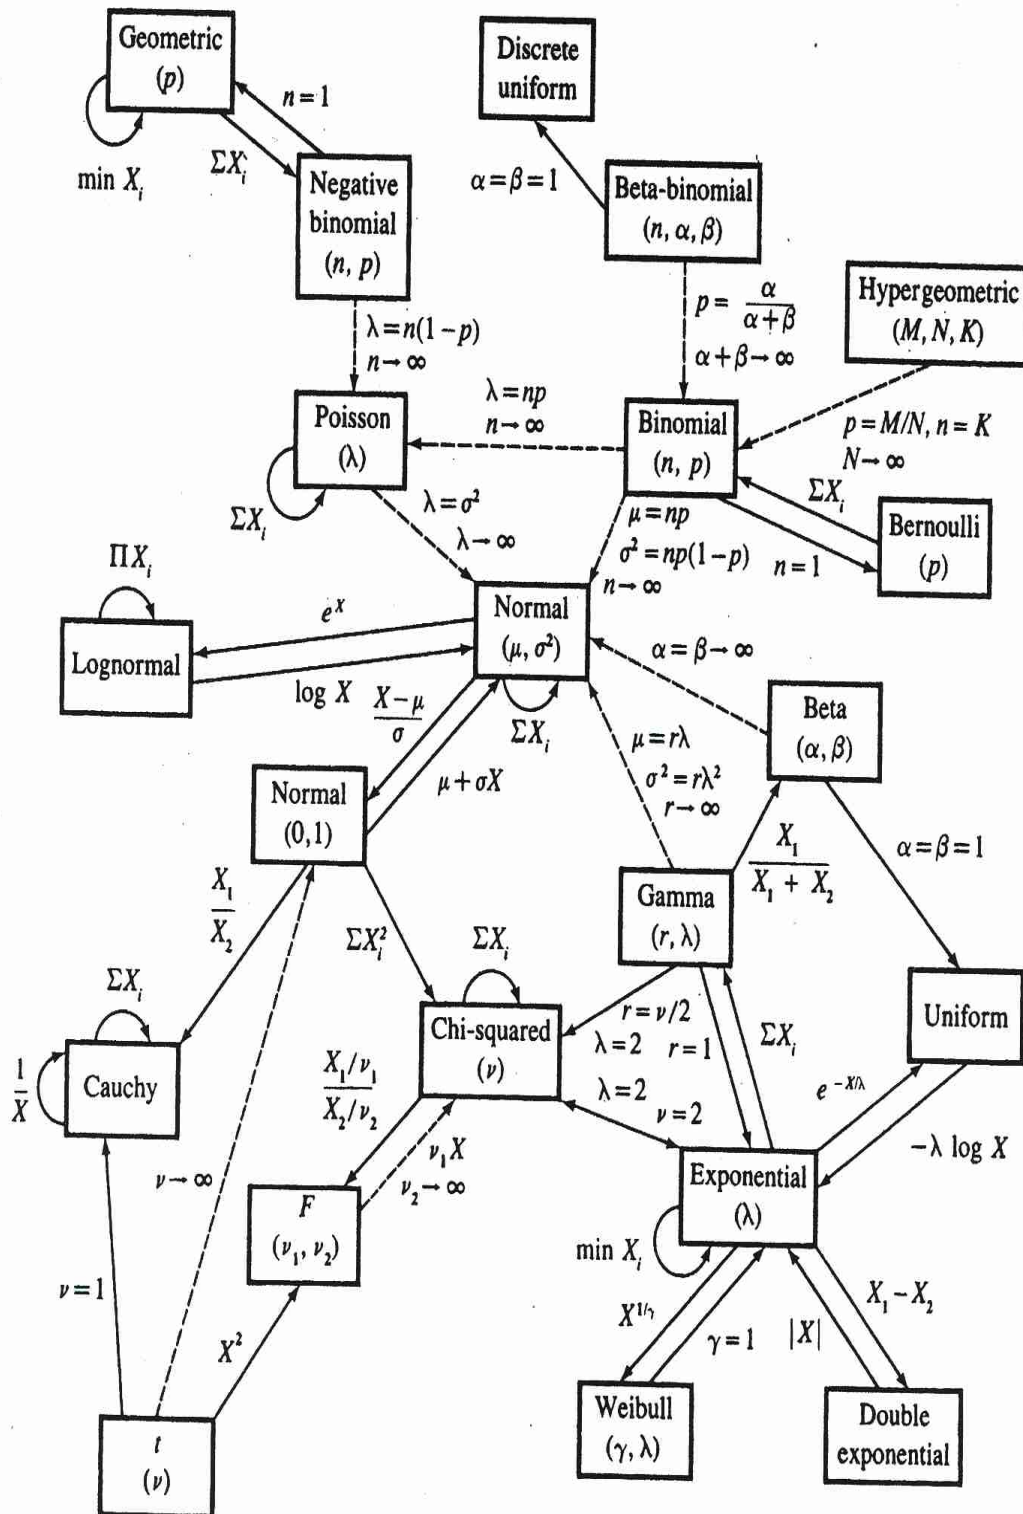 Geometric
(p)
n = 1
min X_i
ΣX_i
Negative
binomial
(n, p)
Discrete
uniform
α = β = 1
Beta-binomial
(n, α, β)
Hypergeometric
(M, N, K)
λ = n(1 − p)
n → ∞
p = α/(α + β)
α + β → ∞
Poisson
(λ)
λ = np
n → ∞
Binomial
(n, p)
p = M/N, n = K
N → ∞
ΣX_i
ΣX_i
Bernoulli
(p)
n = 1
λ = σ²
λ → ∞
μ = np
σ² = np(1 − p)
n → ∞
ΠX_i
Lognormal
e^X
log X
Normal
(μ, σ²)
ΣX_i
α = β → ∞
Beta
(α, β)
(X − μ)/σ
μ + σX
μ = rλ
σ² = rλ²
r → ∞
Normal
(0,1)
X_1/(X_1 + X_2)
α = β = 1
Gamma
(r, λ)
X_1/X_2
ΣX_i²
ΣX_i
ΣX_i
1/X
Cauchy
Chi-squared
(ν)
r = ν/2
λ = 2
r = 1
ΣX_i
Uniform
λ = 2
ν = 2
e^(−X/λ)
−λ log X
(X_1/ν_1)/(X_2/ν_2)
ν_1X
ν_2 → ∞
ν → ∞
F
(ν_1, ν_2)
Exponential
(λ)
min X_i
ν = 1
X²
X^(1/γ)
γ = 1
|X|
X_1 − X_2
t
(ν)
Weibull
(γ, λ)
Double
exponential